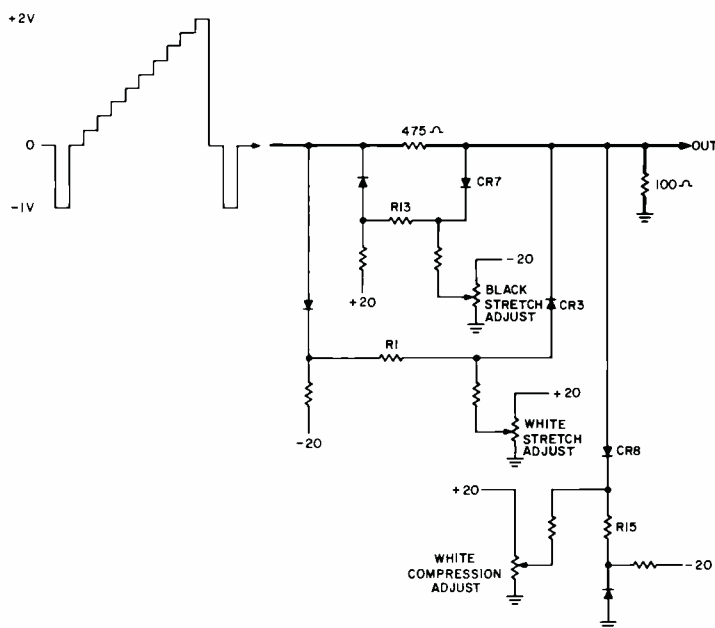 +2V
0
-1V
475 Ω
OUT
CR7
100 Ω
R13
-20
+20
BLACK
STRETCH
ADJUST
CR3
R1
+20
-20
WHITE
STRETCH
ADJUST
CR8
+20
R15
WHITE
COMPRESSION
ADJUST
-20